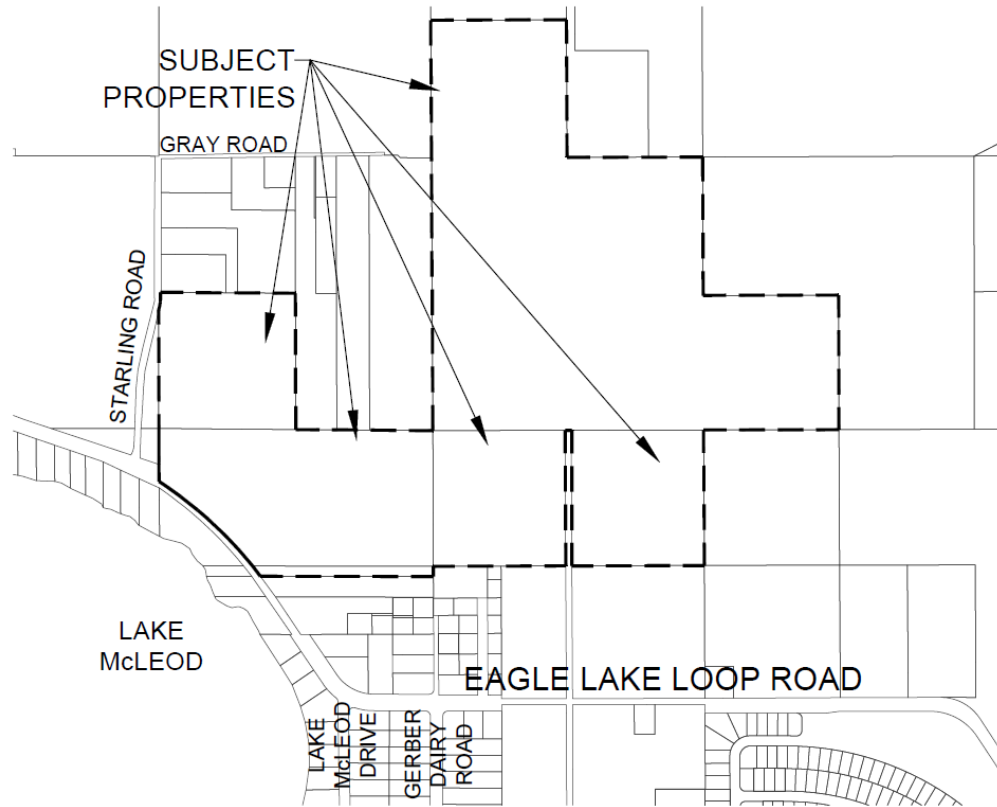 SUBJECT
PROPERTIES
GRAY ROAD
STARLING ROAD
LAKE
McLEOD
EAGLE LAKE LOOP ROAD
LAKE
McLEOD
DRIVE
GERBER
DAIRY
ROAD